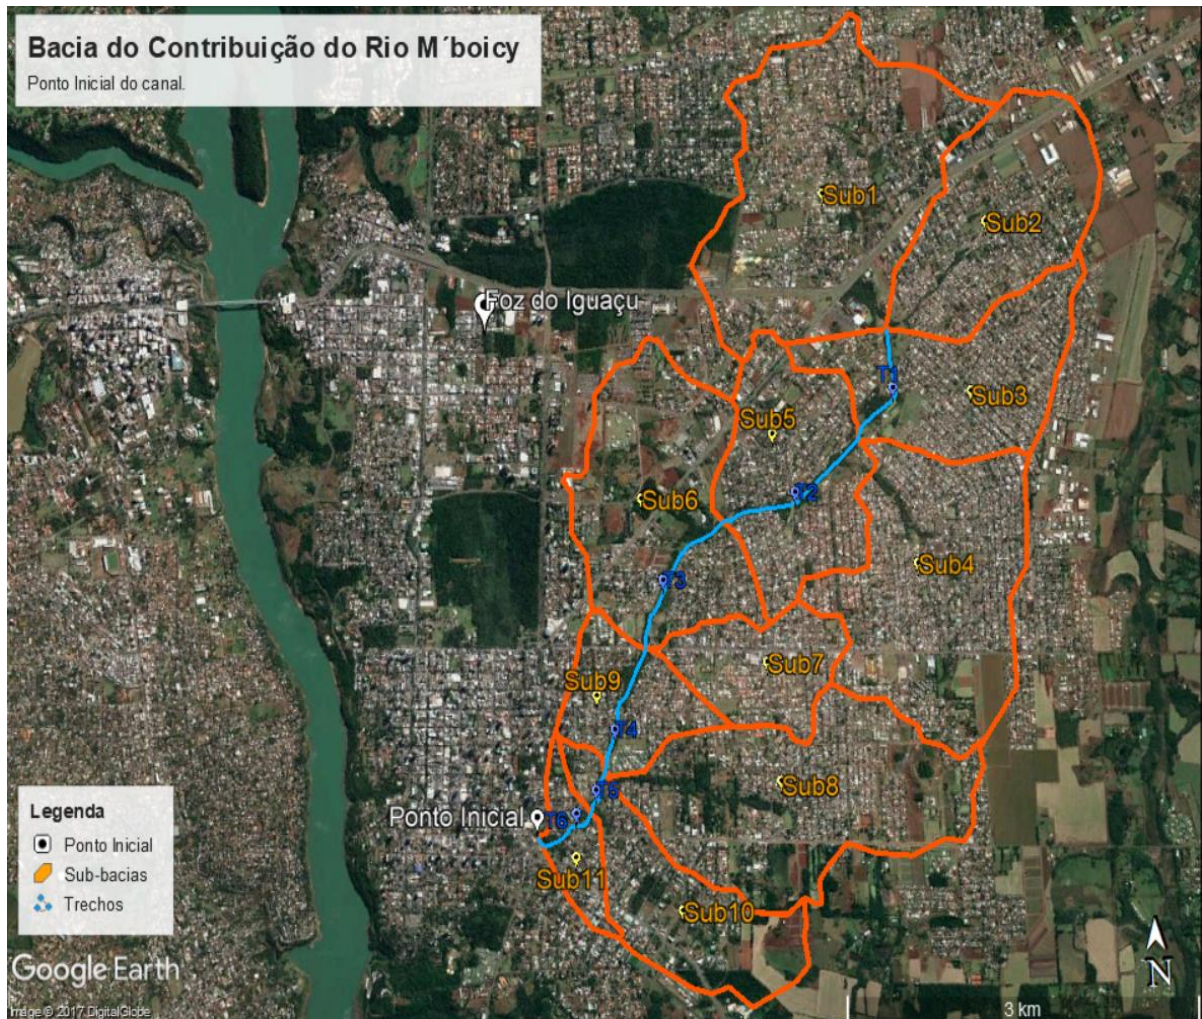 Bacia do Contribuição do Rio M´boicy
Ponto Inicial do canal.
Sub1
Sub2
Foz do Iguaçu
T1
Sub3
Sub5
T2
Sub6
Sub4
T3
Sub7
Sub9
T4
Sub8
T5
Ponto Inicial
T6
Sub11
Sub10
Legenda
Ponto Inicial
Sub-bacias
Trechos
N
Google Earth
Image © 2017 DigitalGlobe
3 km